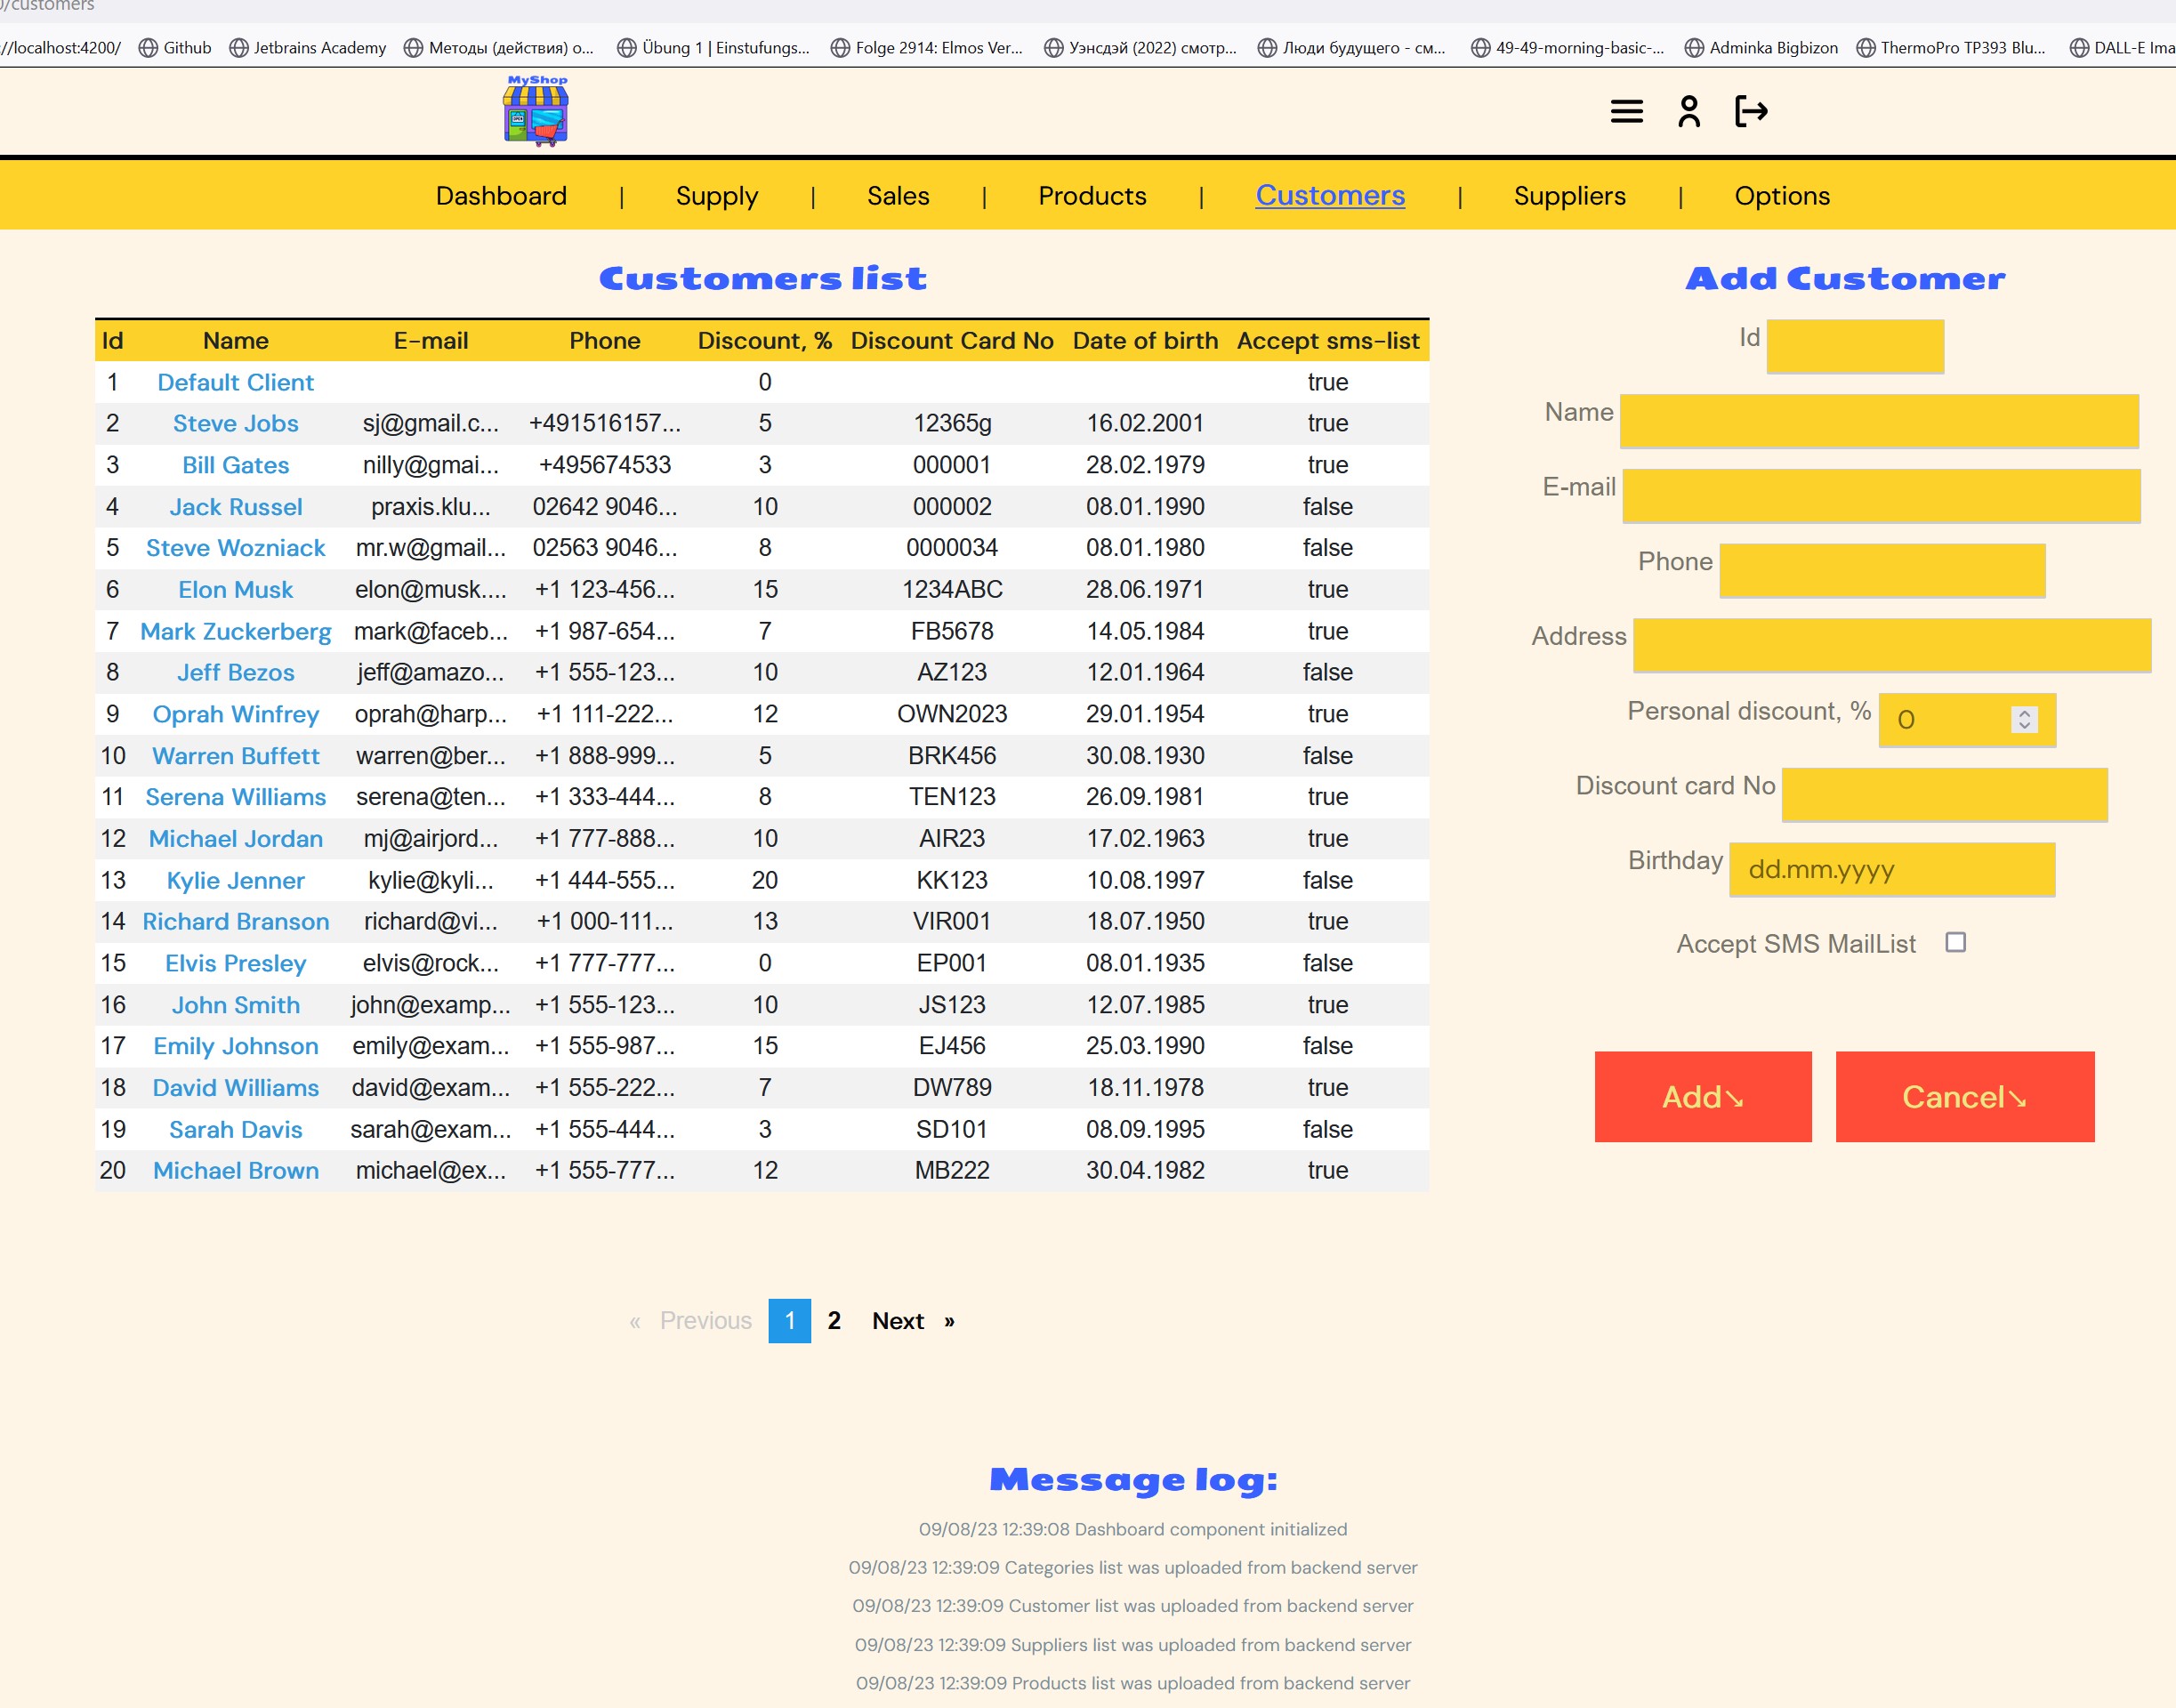 /customers
://localhost:4200/ Github Jetbrains Academy Методы (действия) о... Übung 1 | Einstufungs... Folge 2914: Elmos Ver... Уэнсдэй (2022) смотр... Люди будущего - см... 49-49-morning-basic-... Adminka Bigbizon ThermoPro TP393 Blu... DALL-E Ima
MyShop
OPEN
Dashboard | Supply | Sales | Products | Customers | Suppliers | Options
Customers list
Id Name E-mail Phone Discount, % Discount Card No Date of birth Accept sms-list
1 Default Client 0 true
2 Steve Jobs sj@gmail.c... +491516157... 5 12365g 16.02.2001 true
3 Bill Gates nilly@gmai... +495674533 3 000001 28.02.1979 true
4 Jack Russel praxis.klu... 02642 9046... 10 000002 08.01.1990 false
5 Steve Wozniack mr.w@gmail... 02563 9046... 8 0000034 08.01.1980 false
6 Elon Musk elon@musk.... +1 123-456... 15 1234ABC 28.06.1971 true
7 Mark Zuckerberg mark@faceb... +1 987-654... 7 FB5678 14.05.1984 true
8 Jeff Bezos jeff@amazo... +1 555-123... 10 AZ123 12.01.1964 false
9 Oprah Winfrey oprah@harp... +1 111-222... 12 OWN2023 29.01.1954 true
10 Warren Buffett warren@ber... +1 888-999... 5 BRK456 30.08.1930 false
11 Serena Williams serena@ten... +1 333-444... 8 TEN123 26.09.1981 true
12 Michael Jordan mj@airjord... +1 777-888... 10 AIR23 17.02.1963 true
13 Kylie Jenner kylie@kyli... +1 444-555... 20 KK123 10.08.1997 false
14 Richard Branson richard@vi... +1 000-111... 13 VIR001 18.07.1950 true
15 Elvis Presley elvis@rock... +1 777-777... 0 EP001 08.01.1935 false
16 John Smith john@examp... +1 555-123... 10 JS123 12.07.1985 true
17 Emily Johnson emily@exam... +1 555-987... 15 EJ456 25.03.1990 false
18 David Williams david@exam... +1 555-222... 7 DW789 18.11.1978 true
19 Sarah Davis sarah@exam... +1 555-444... 3 SD101 08.09.1995 false
20 Michael Brown michael@ex... +1 555-777... 12 MB222 30.04.1982 true
« Previous 1 2 Next »
Add Customer
Id
Name
E-mail
Phone
Address
Personal discount, % 0
Discount card No
Birthday dd.mm.yyyy
Accept SMS MailList
Add↘ Cancel↘
Message log:
09/08/23 12:39:08 Dashboard component initialized
09/08/23 12:39:09 Categories list was uploaded from backend server
09/08/23 12:39:09 Customer list was uploaded from backend server
09/08/23 12:39:09 Suppliers list was uploaded from backend server
09/08/23 12:39:09 Products list was uploaded from backend server